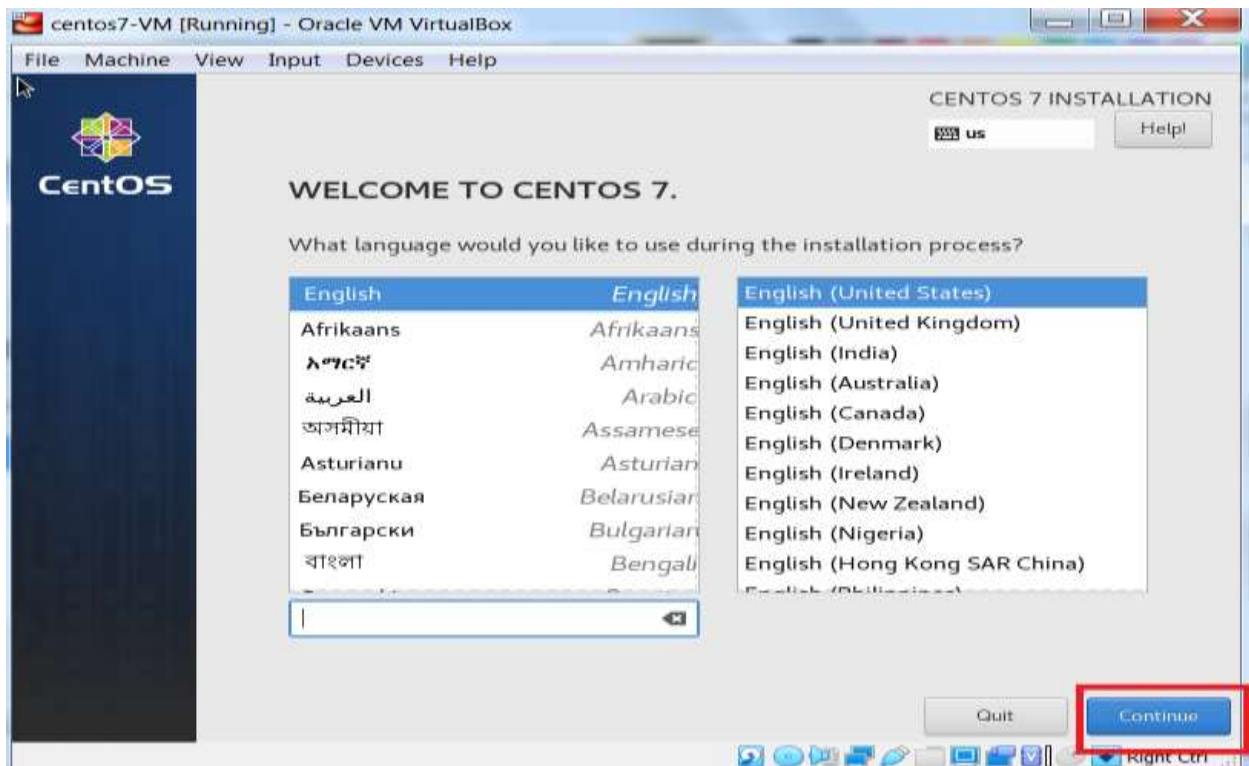 centos7-VM [Running] - Oracle VM VirtualBox
File Machine View Input Devices Help
CENTOS 7 INSTALLATION
us
Help!
CentOS
WELCOME TO CENTOS 7.
What language would you like to use during the installation process?
English English
Afrikaans Afrikaans
አማርኛ Amharic
العربية Arabic
অসমীয়া Assamese
Asturianu Asturian
Беларуская Belarusian
Български Bulgarian
বাংলা Bengali
English (United States)
English (United Kingdom)
English (India)
English (Australia)
English (Canada)
English (Denmark)
English (Ireland)
English (New Zealand)
English (Nigeria)
English (Hong Kong SAR China)
English (Philippines)
Quit
Continue
Right Ctrl